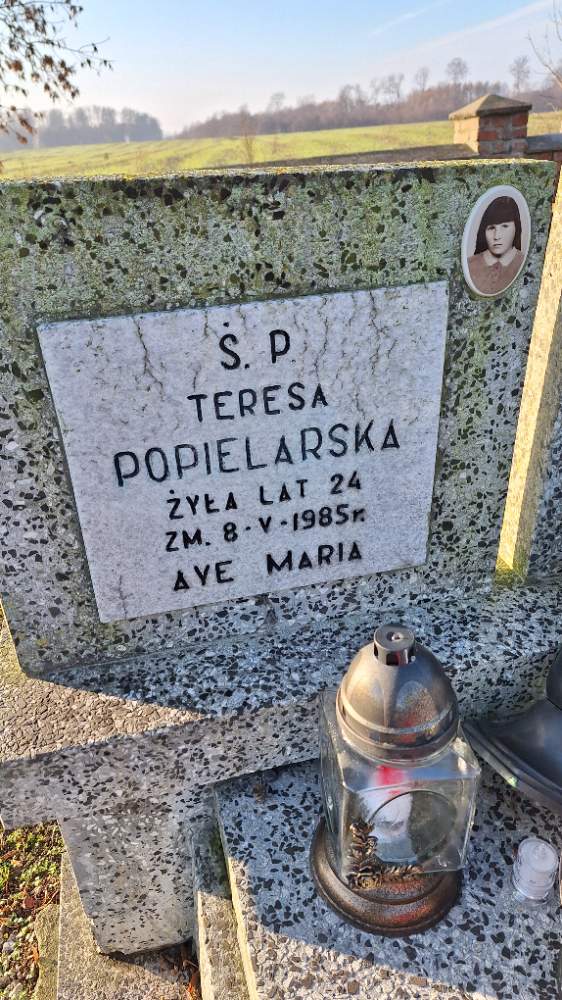 Ś. P.
TERESA
POPIELARSKA
ŻYŁA LAT 24
ZM. 8-V-1985r.
AVE MARIA